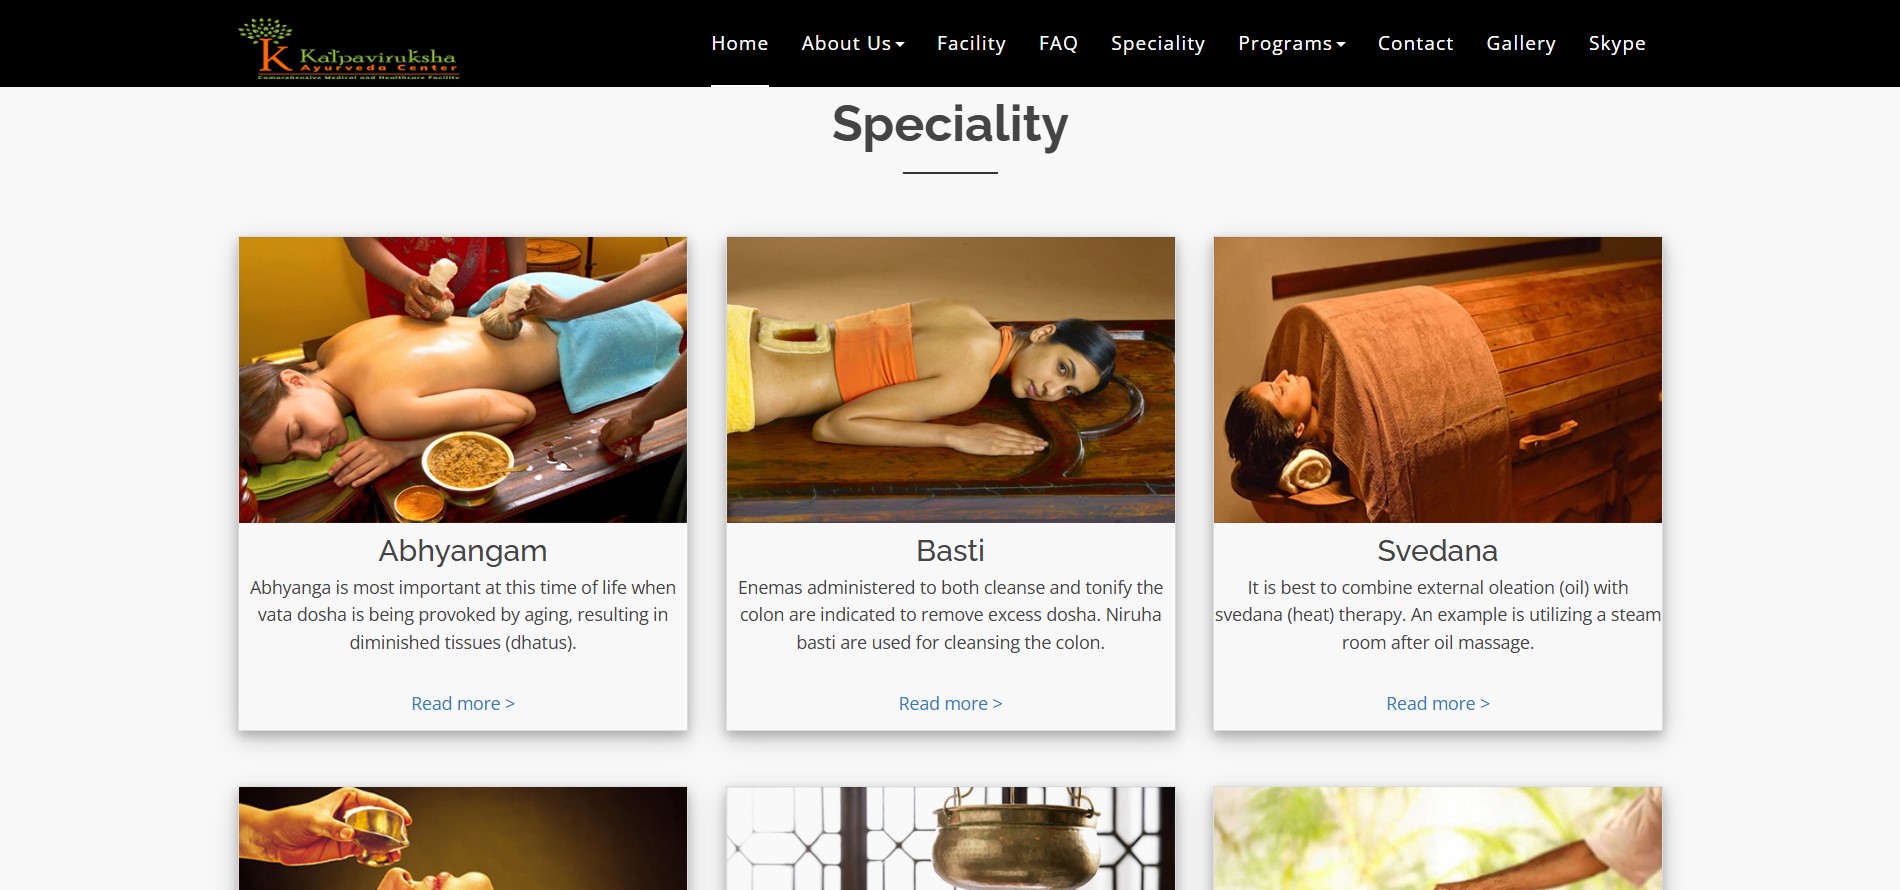 Kalpaviruksha
Ayurveda Center
Comprehensive Medical and Healthcare Facility
Home About Us Facility FAQ Speciality Programs Contact Gallery Skype
Speciality
Abhyangam
Abhyanga is most important at this time of life when
vata dosha is being provoked by aging, resulting in
diminished tissues (dhatus).
Read more >
Basti
Enemas administered to both cleanse and tonify the
colon are indicated to remove excess dosha. Niruha
basti are used for cleansing the colon.
Read more >
Svedana
It is best to combine external oleation (oil) with
svedana (heat) therapy. An example is utilizing a steam
room after oil massage.
Read more >